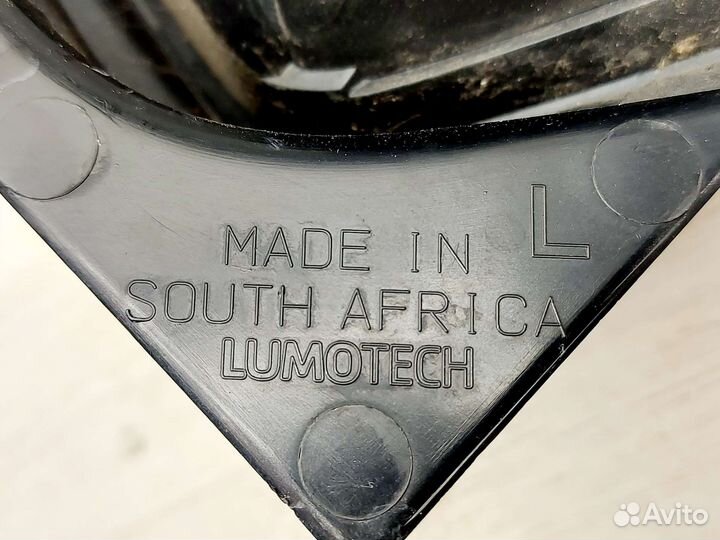 MADE IN L
SOUTH AFRICA
LUMOTECH
Avito